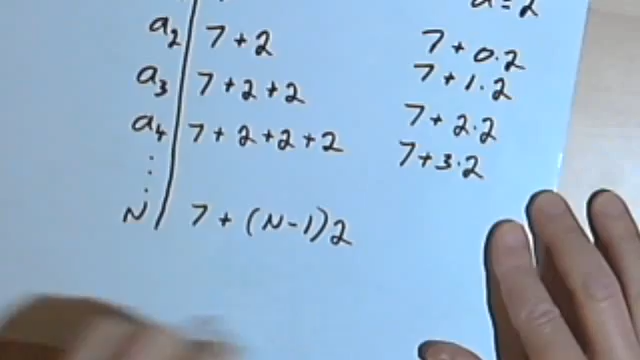 d = 2
a₂ 7 + 2 7 + 0·2
a₃ 7 + 2 + 2 7 + 1·2
a₄ 7 + 2 + 2 + 2 7 + 2·2
⋮ 7 + 3·2
N 7 + (N-1)2